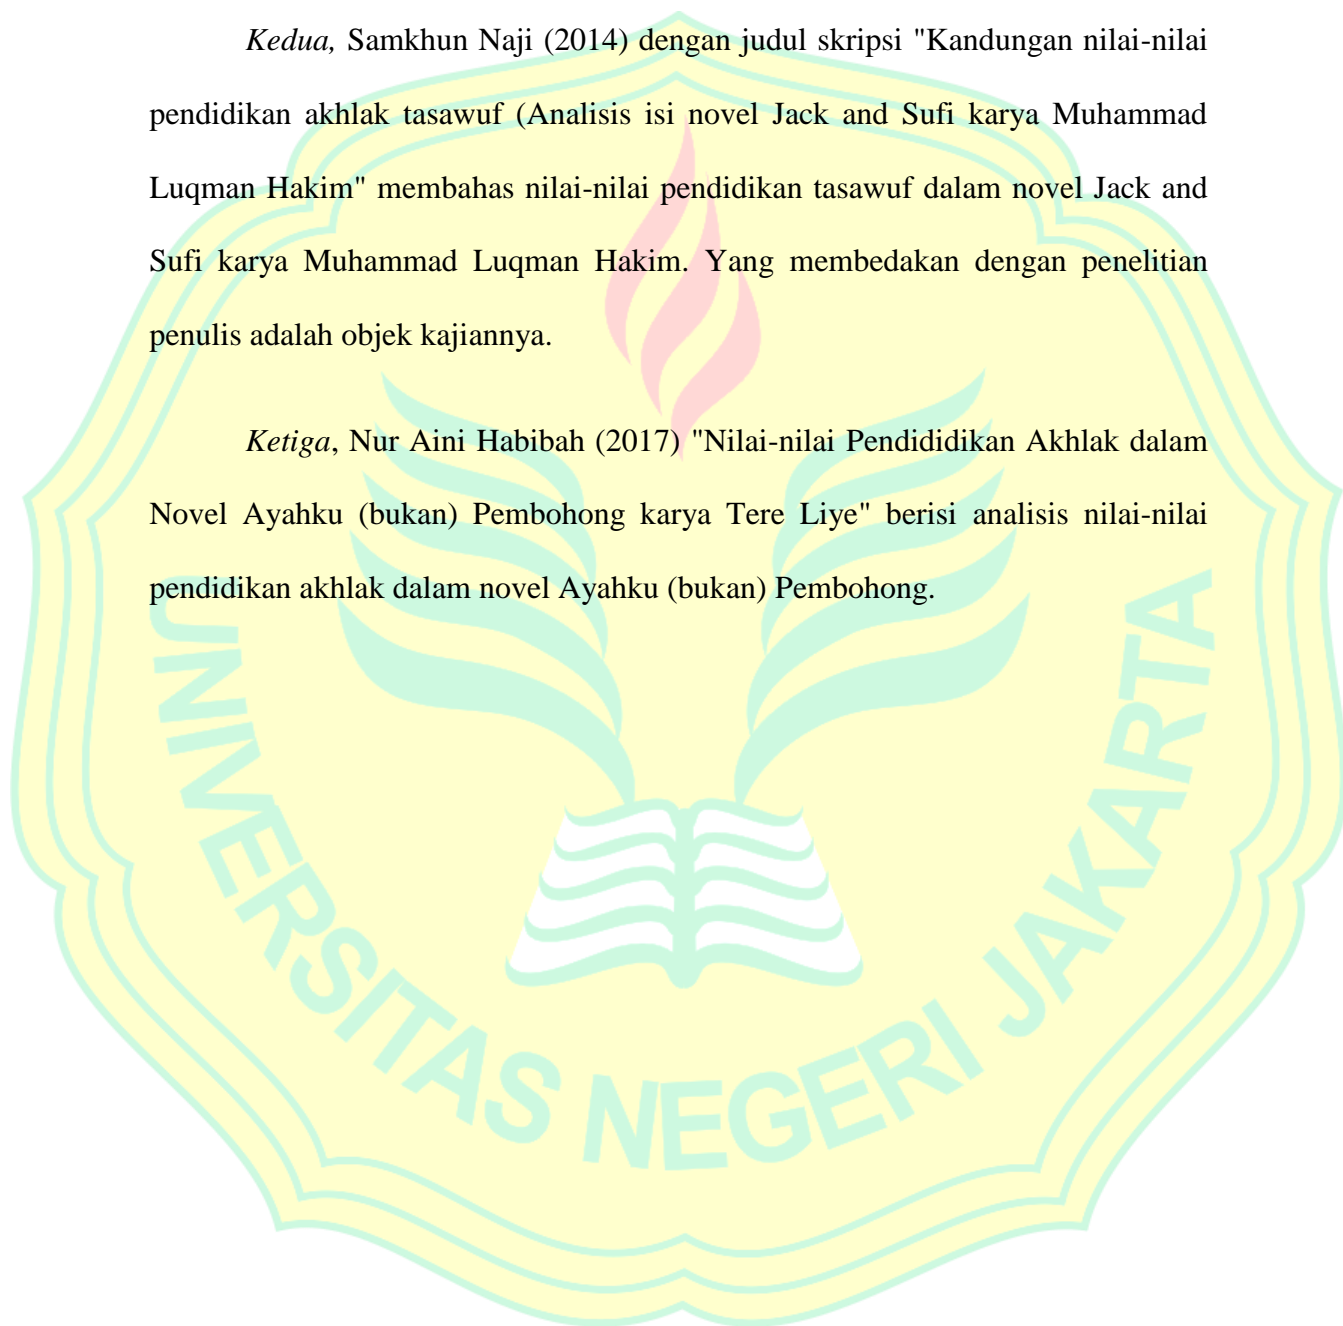 Kedua, Samkhun Naji (2014) dengan judul skripsi "Kandungan nilai-nilai
pendidikan akhlak tasawuf (Analisis isi novel Jack and Sufi karya Muhammad
Luqman Hakim" membahas nilai-nilai pendidikan tasawuf dalam novel Jack and
Sufi karya Muhammad Luqman Hakim. Yang membedakan dengan penelitian
penulis adalah objek kajiannya.
Ketiga, Nur Aini Habibah (2017) "Nilai-nilai Pendididikan Akhlak dalam
Novel Ayahku (bukan) Pembohong karya Tere Liye" berisi analisis nilai-nilai
pendidikan akhlak dalam novel Ayahku (bukan) Pembohong.
UNIVERSITAS NEGERI JAKARTA